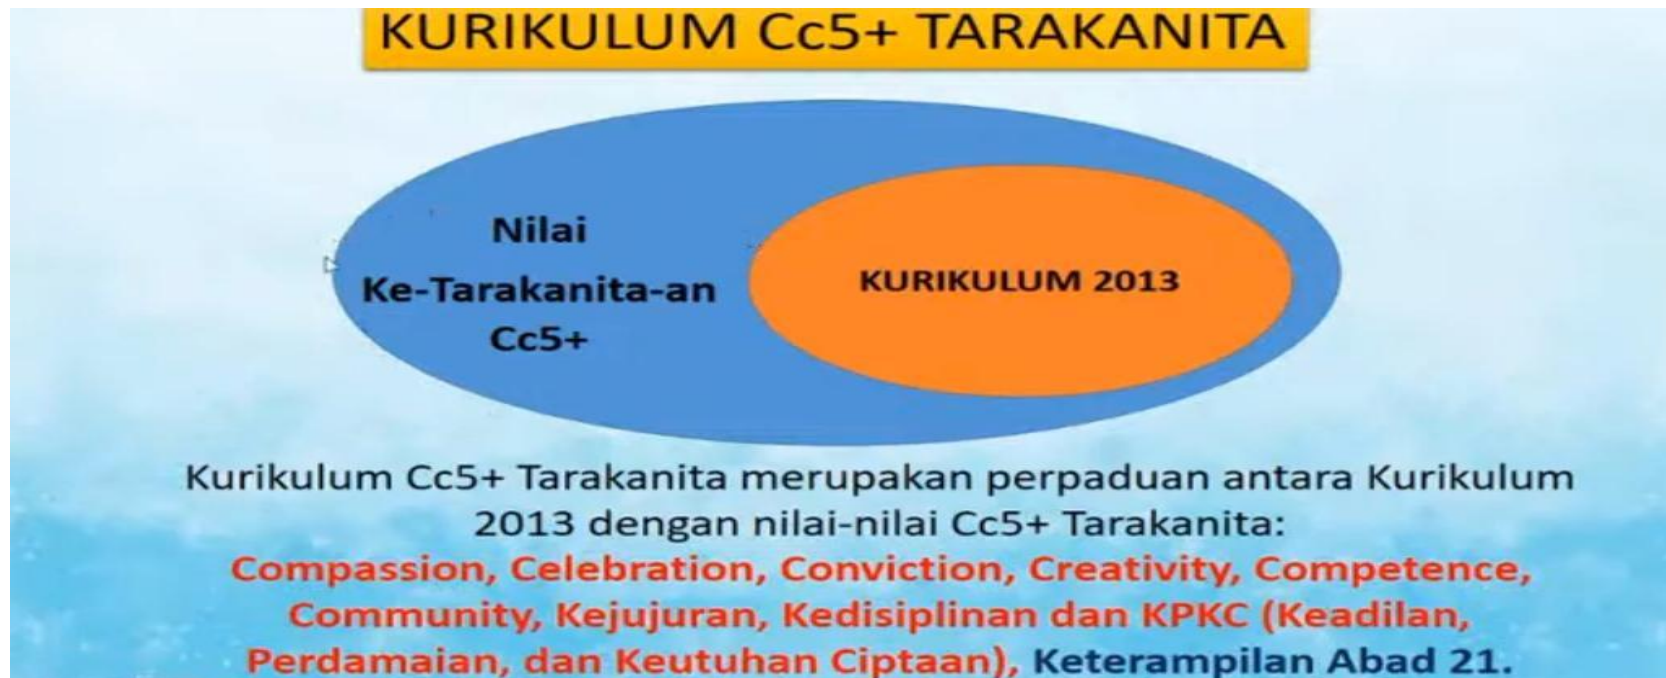 KURIKULUM Cc5+ TARAKANITA
Nilai
Ke-Tarakanita-an
Cc5+
KURIKULUM 2013
Kurikulum Cc5+ Tarakanita merupakan perpaduan antara Kurikulum
2013 dengan nilai-nilai Cc5+ Tarakanita:
Compassion, Celebration, Conviction, Creativity, Competence,
Community, Kejujuran, Kedisiplinan dan KPKC (Keadilan,
Perdamaian, dan Keutuhan Ciptaan), Keterampilan Abad 21.